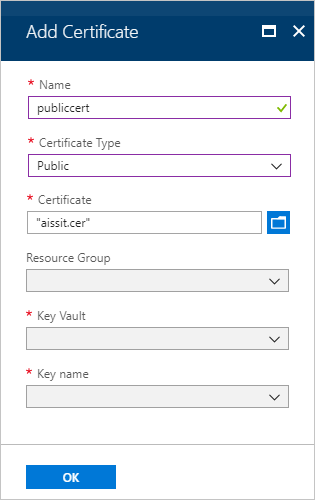 Add Certificate
* Name
publiccert
* Certificate Type
Public
* Certificate
"aissit.cer"
Resource Group
* Key Vault
* Key name
OK